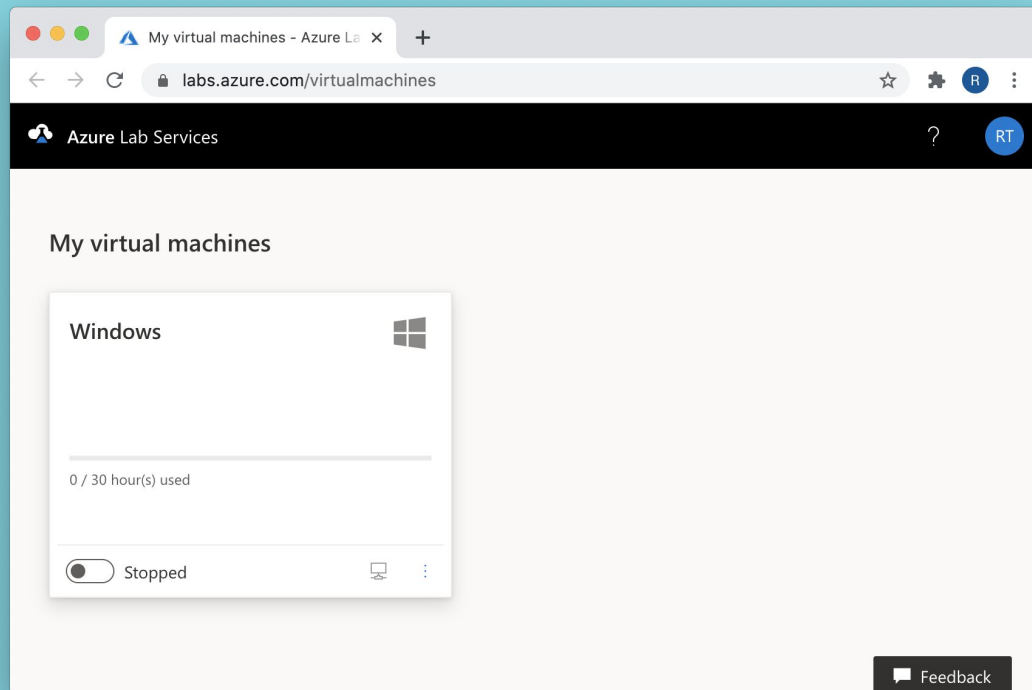 My virtual machines - Azure La
labs.azure.com/virtualmachines
R
Azure Lab Services
?
RT
My virtual machines
Windows
0 / 30 hour(s) used
Stopped
Feedback